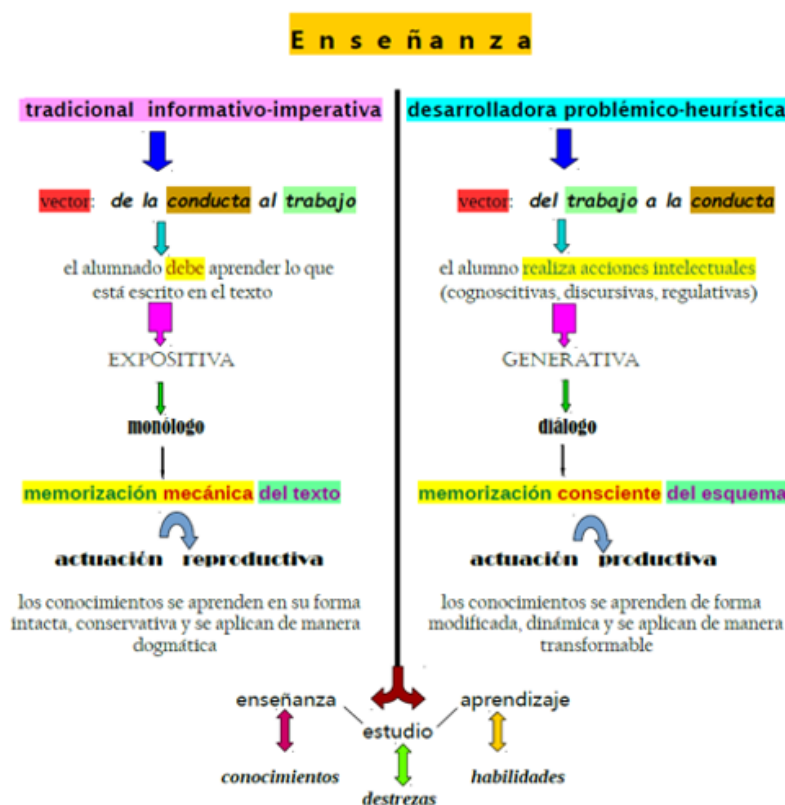 Enseñanza
tradicional informativo-imperativa
vector: de la conducta al trabajo
el alumnado debe aprender lo que
está escrito en el texto
EXPOSITIVA
monólogo
memorización mecánica del texto
actuación reproductiva
los conocimientos se aprenden en su forma
intacta, conservativa y se aplican de manera
dogmática
desarrolladora problémico-heurística
vector: del trabajo a la conducta
el alumno realiza acciones intelectuales
(cognoscitivas, discursivas, regulativas)
GENERATIVA
diálogo
memorización consciente del esquema
actuación productiva
los conocimientos se aprenden de forma
modificada, dinámica y se aplican de manera
transformable
enseñanza
aprendizaje
estudio
conocimientos
habilidades
destrezas